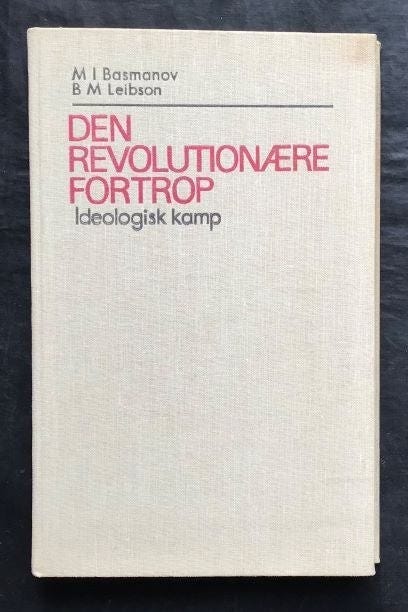 M I Basmanov
B M Leibson
DEN
REVOLUTIONÆRE
FORTROP
Ideologisk kamp